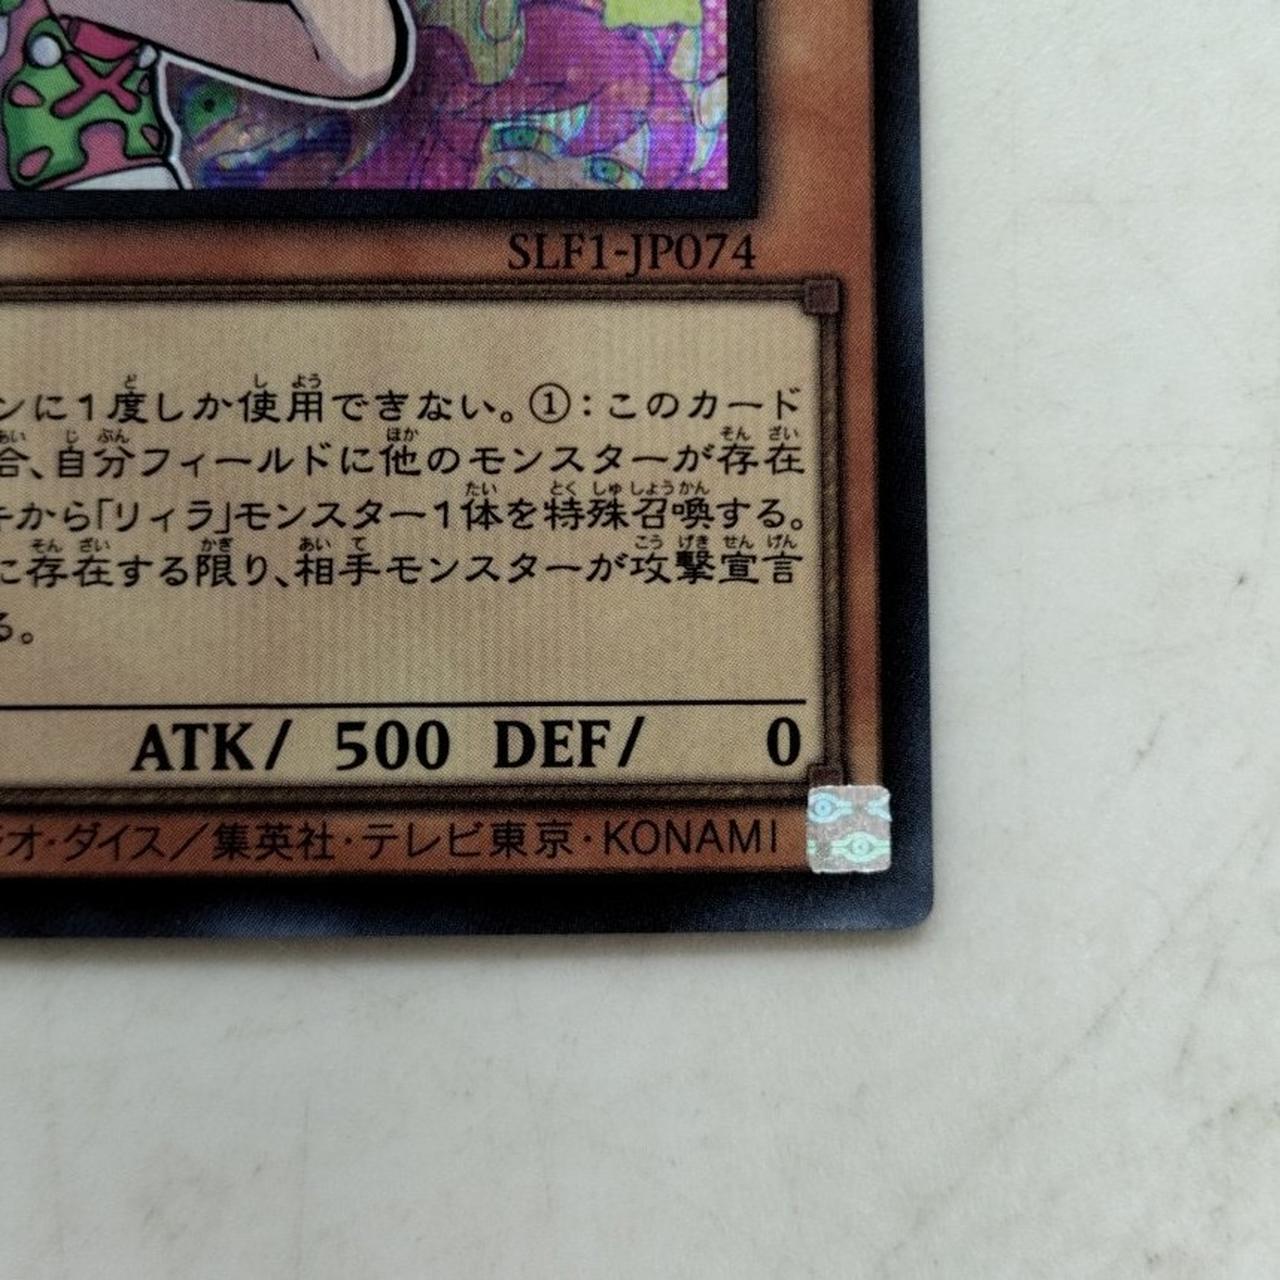 SLF1-JP074
ンに1度しか使用できない。①:このカード
合、自分フィールドに他のモンスターが存在
キから「リィラ」モンスター1体を特殊召喚する。
に存在する限り、相手モンスターが攻撃宣言
る。
ATK/ 500 DEF/ 0
オ・ダイス／集英社・テレビ東京・KONAMI